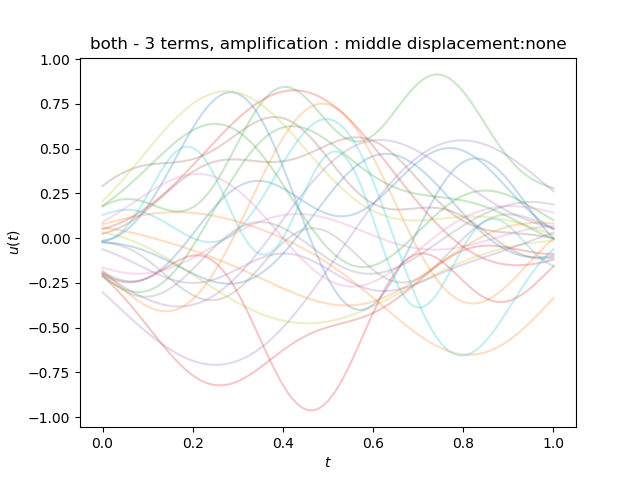 both - 3 terms, amplification : middle displacement:none
1.00
0.75
0.50
0.25
0.00
−0.25
−0.50
−0.75
−1.00
u(t)
0.0 0.2 0.4 0.6 0.8 1.0
t